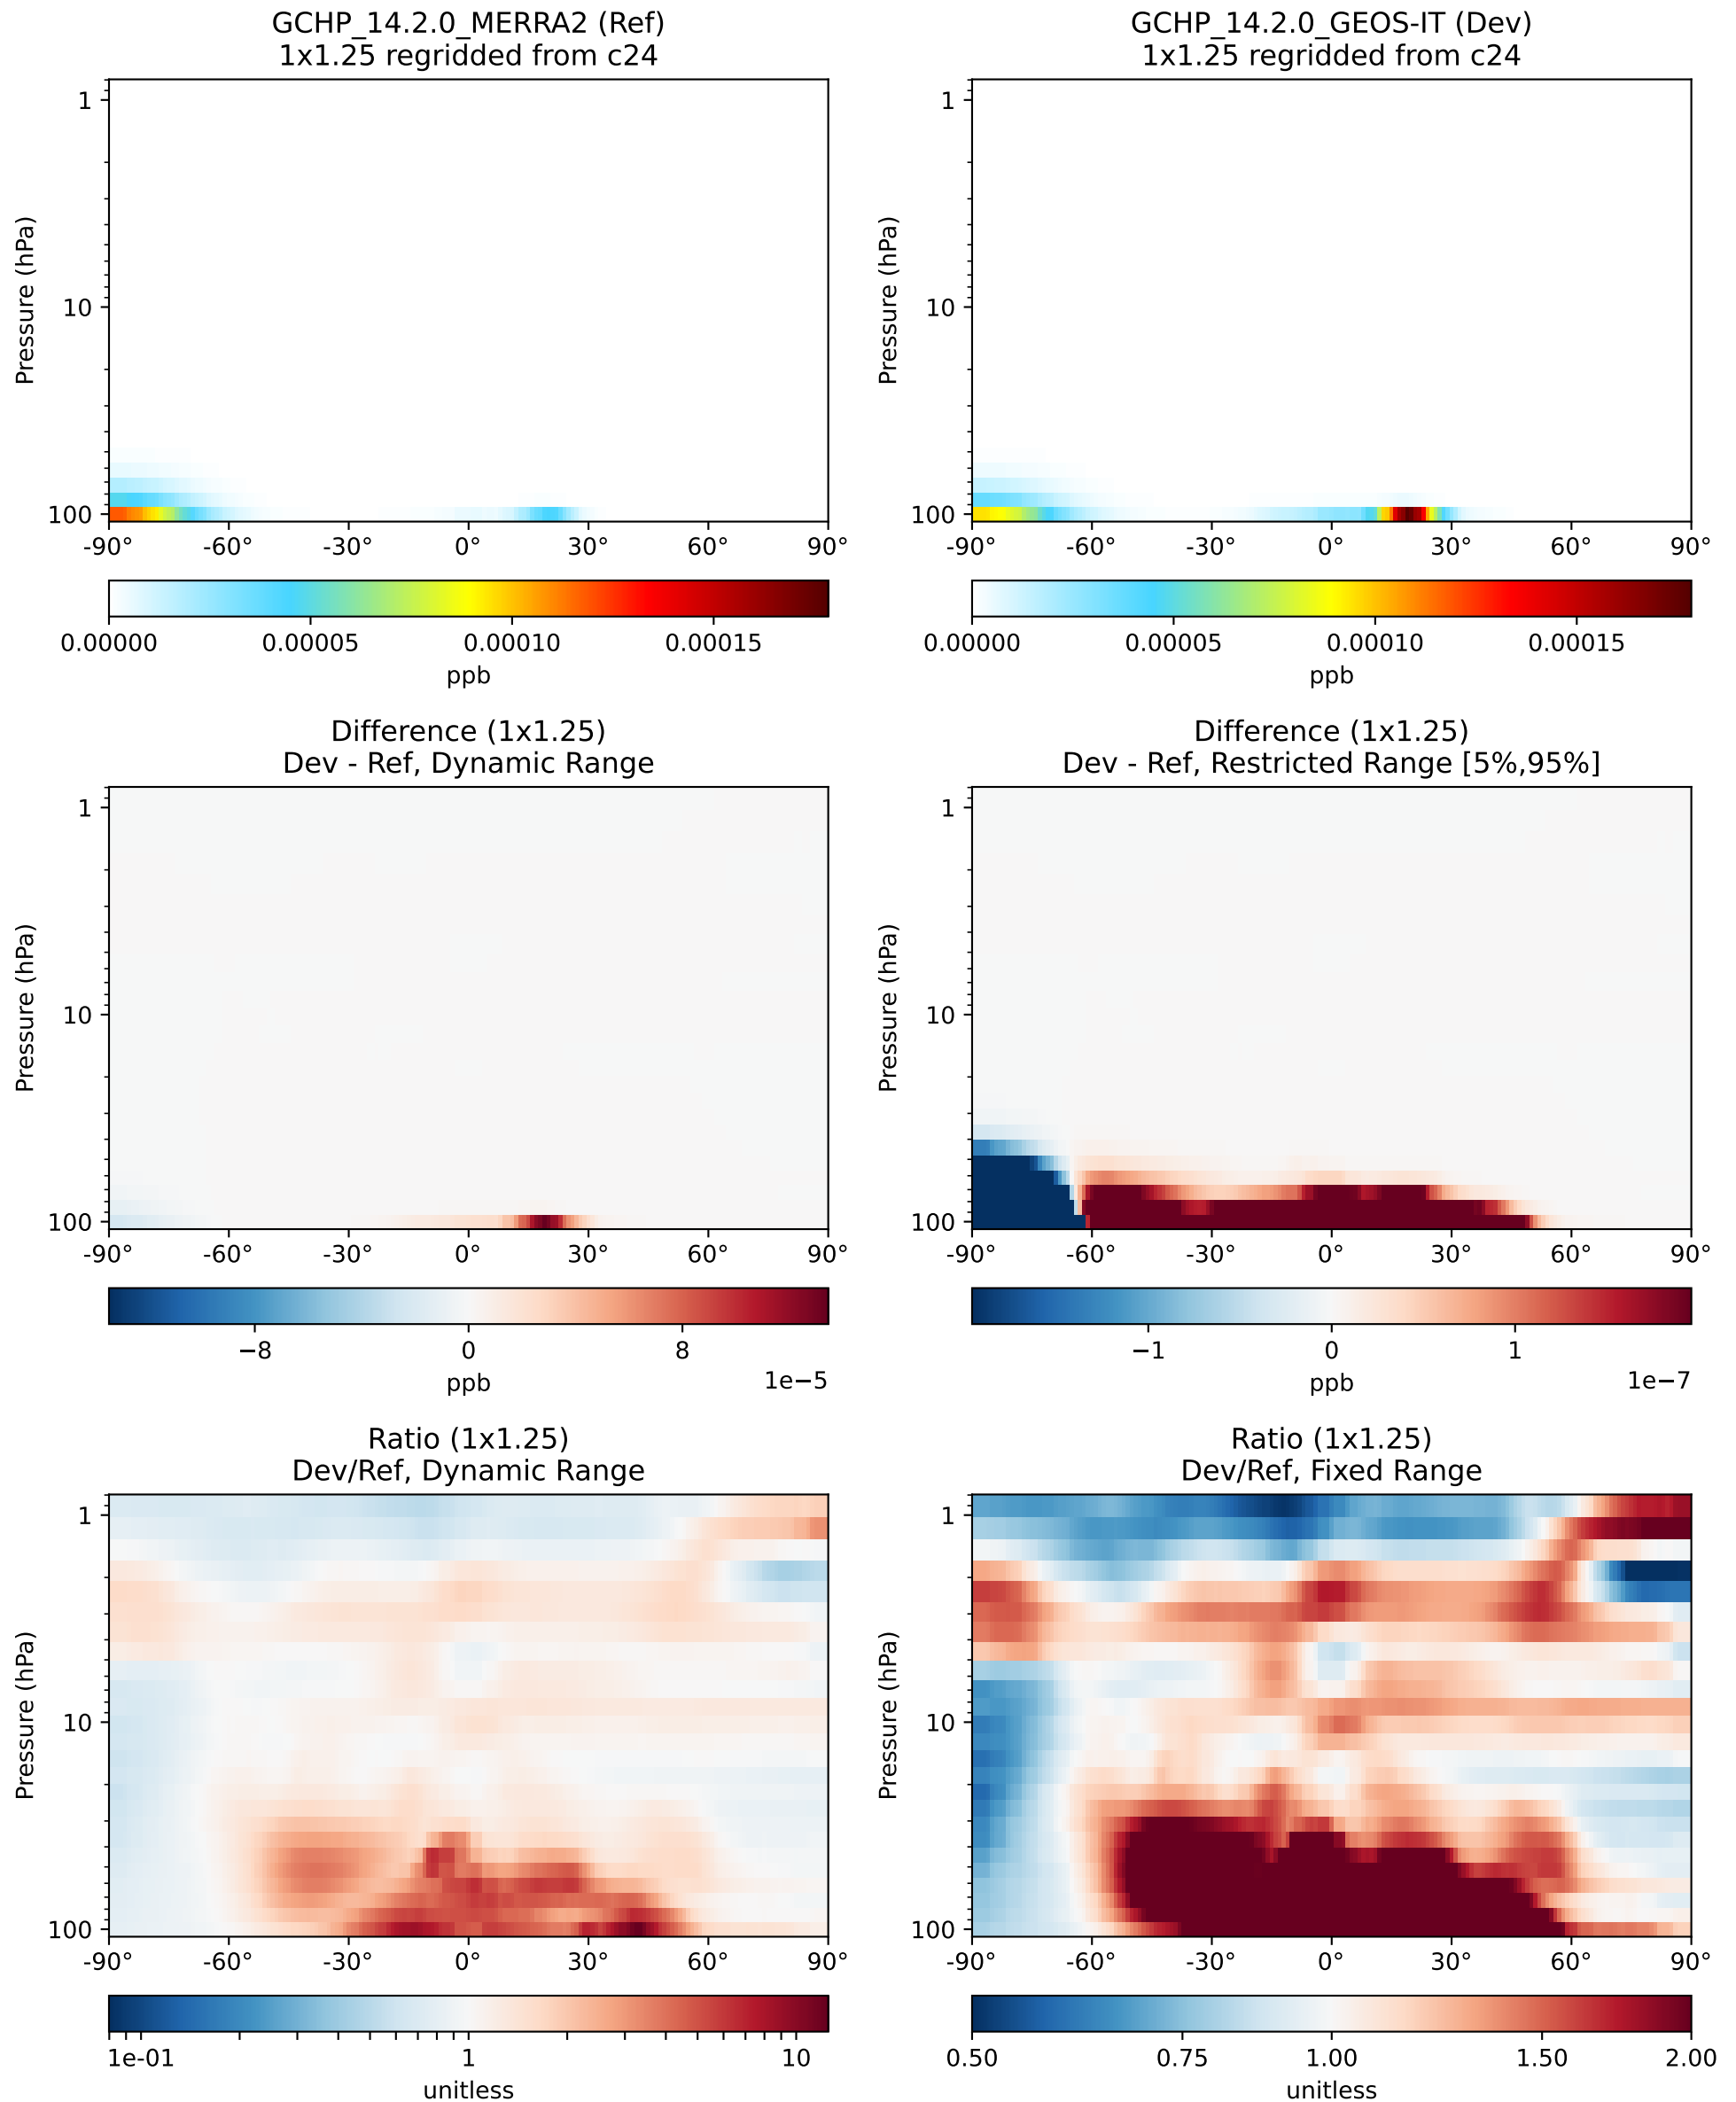 GCHP_14.2.0_MERRA2 (Ref)
1x1.25 regridded from c24
Pressure (hPa)
1
10
100
-90° -60° -30° 0° 30° 60° 90°
0.00000 0.00005 0.00010 0.00015
ppb
GCHP_14.2.0_GEOS-IT (Dev)
1x1.25 regridded from c24
Pressure (hPa)
1
10
100
-90° -60° -30° 0° 30° 60° 90°
0.00000 0.00005 0.00010 0.00015
ppb
Difference (1x1.25)
Dev - Ref, Dynamic Range
Pressure (hPa)
1
10
100
-90° -60° -30° 0° 30° 60° 90°
−8 0 8
ppb
1e−5
Difference (1x1.25)
Dev - Ref, Restricted Range [5%,95%]
Pressure (hPa)
1
10
100
-90° -60° -30° 0° 30° 60° 90°
−1 0 1
ppb
1e−7
Ratio (1x1.25)
Dev/Ref, Dynamic Range
Pressure (hPa)
1
10
100
-90° -60° -30° 0° 30° 60° 90°
1e-01 1 10
unitless
Ratio (1x1.25)
Dev/Ref, Fixed Range
Pressure (hPa)
1
10
100
-90° -60° -30° 0° 30° 60° 90°
0.50 0.75 1.00 1.50 2.00
unitless